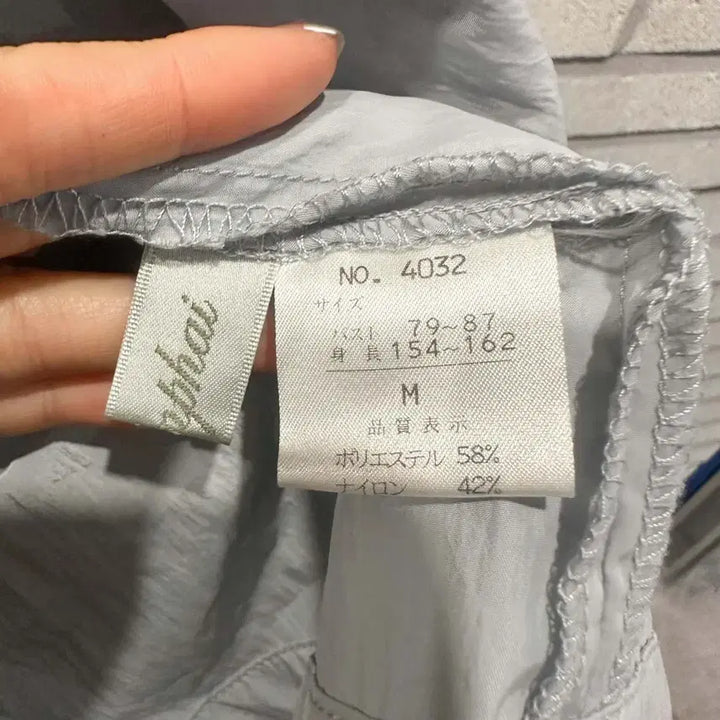 NO. 4032
サイズ
バスト 79~87
身長 154~162
M
品質表示
ポリエステル 58%
ナイロン 42%